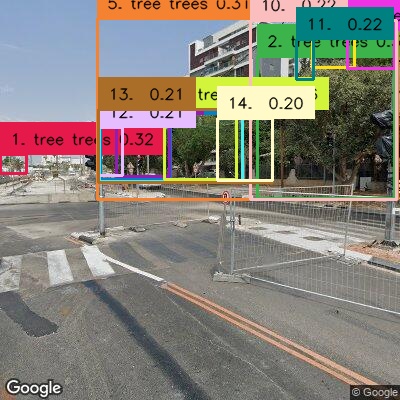 5. tree trees 0.31
10. 0.22
11. 0.22
2. tree trees 0.
13. 0.21
tree
14. 0.20
12. 0.21
1. tree trees 0.32
Google
© Google